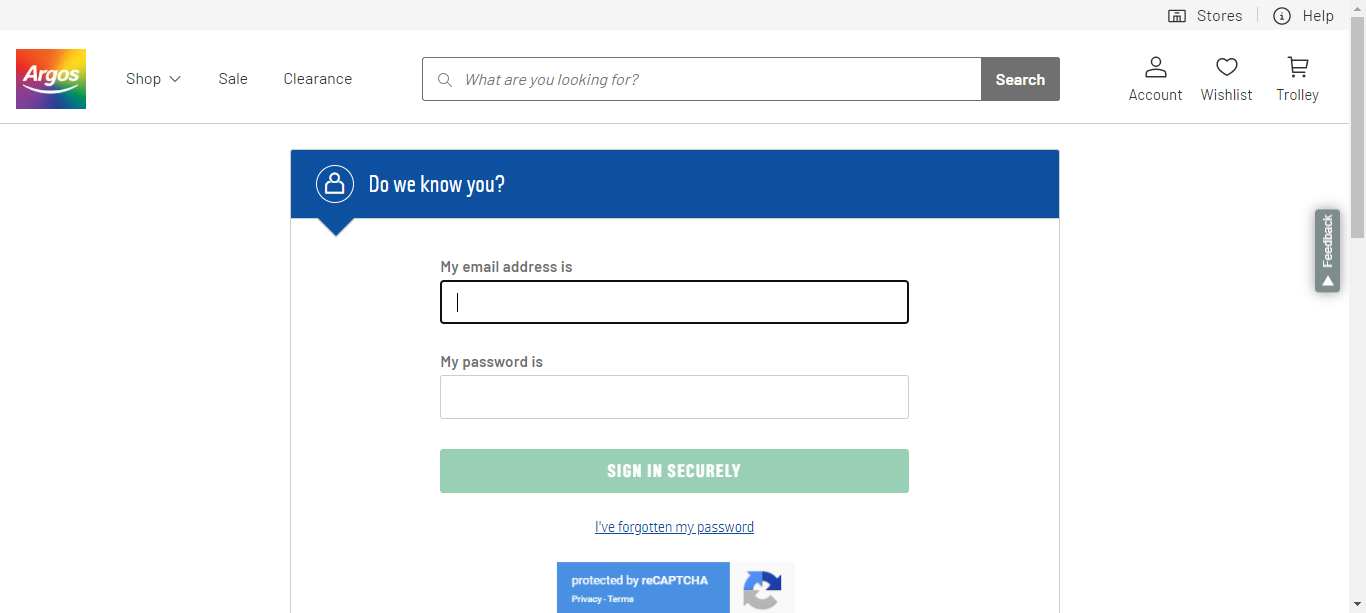 Stores
Help
Argos
Shop
Sale
Clearance
What are you looking for?
Search
Account
Wishlist
Trolley
Do we know you?
Feedback
My email address is
My password is
SIGN IN SECURELY
I've forgotten my password
protected by reCAPTCHA
Privacy - Terms